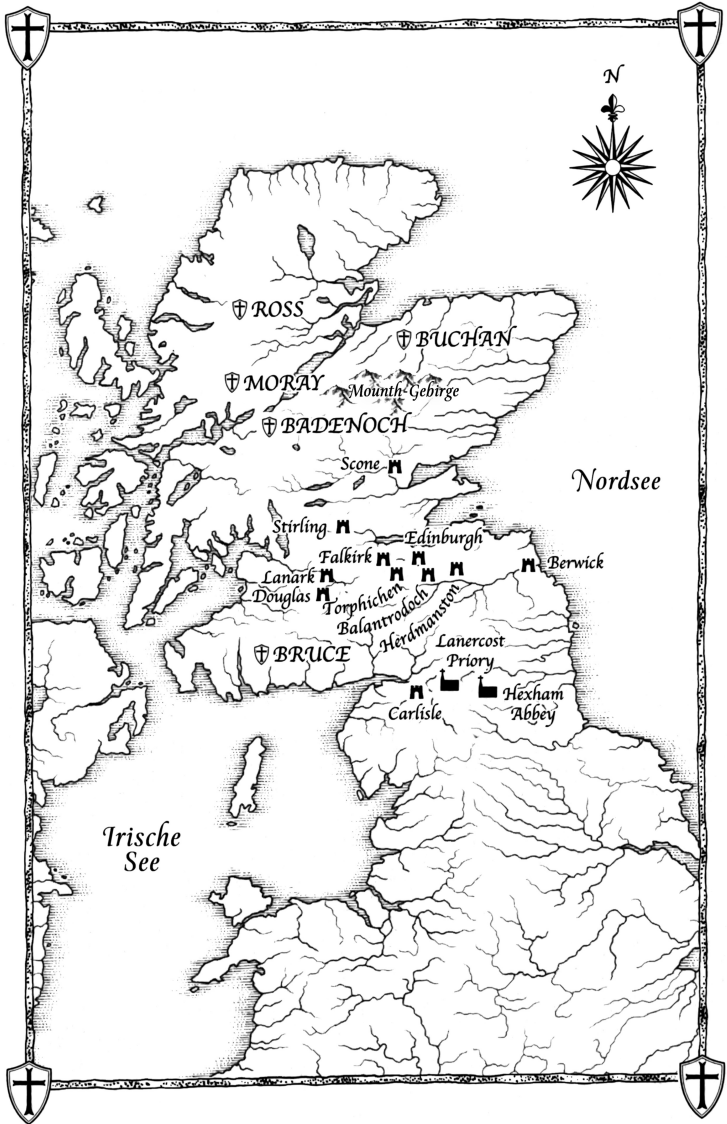 N
ROSS
BUCHAN
MORAY
Mounth-Gebirge
BADENOCH
Scone
Nordsee
Stirling
Edinburgh
Falkirk
Berwick
Lanark
Douglas
Torphichen
Balantrodoch
Herdmanston
BRUCE
Lanercost
Priory
Hexham
Abbey
Carlisle
Irische
See